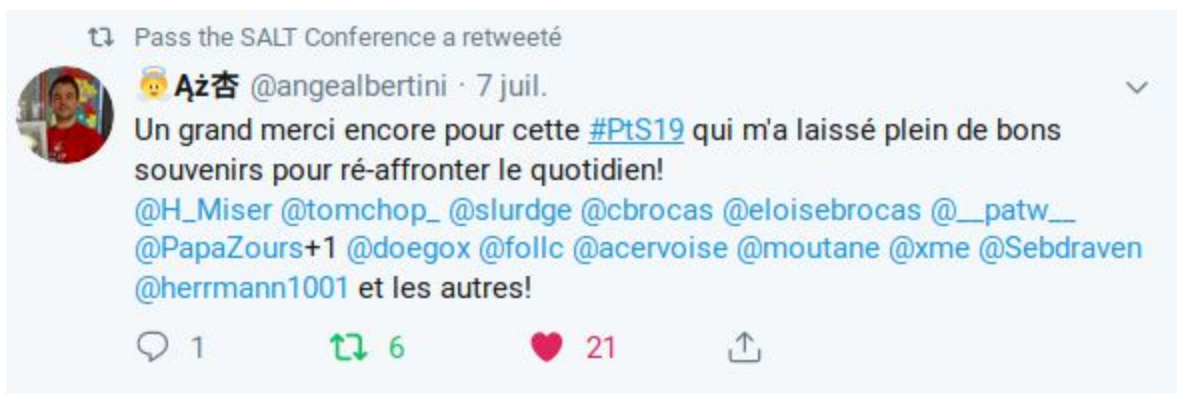 Pass the SALT Conference a retweeté
Ąż杏 @angealbertini · 7 juil.
Un grand merci encore pour cette #PtS19 qui m'a laissé plein de bons
souvenirs pour ré-affronter le quotidien!
@H_Miser @tomchop_ @slurdge @cbrocas @eloisebrocas @__patw__
@PapaZours+1 @doegox @follc @acervoise @moutane @xme @Sebdraven
@herrmann1001 et les autres!
1 6 21